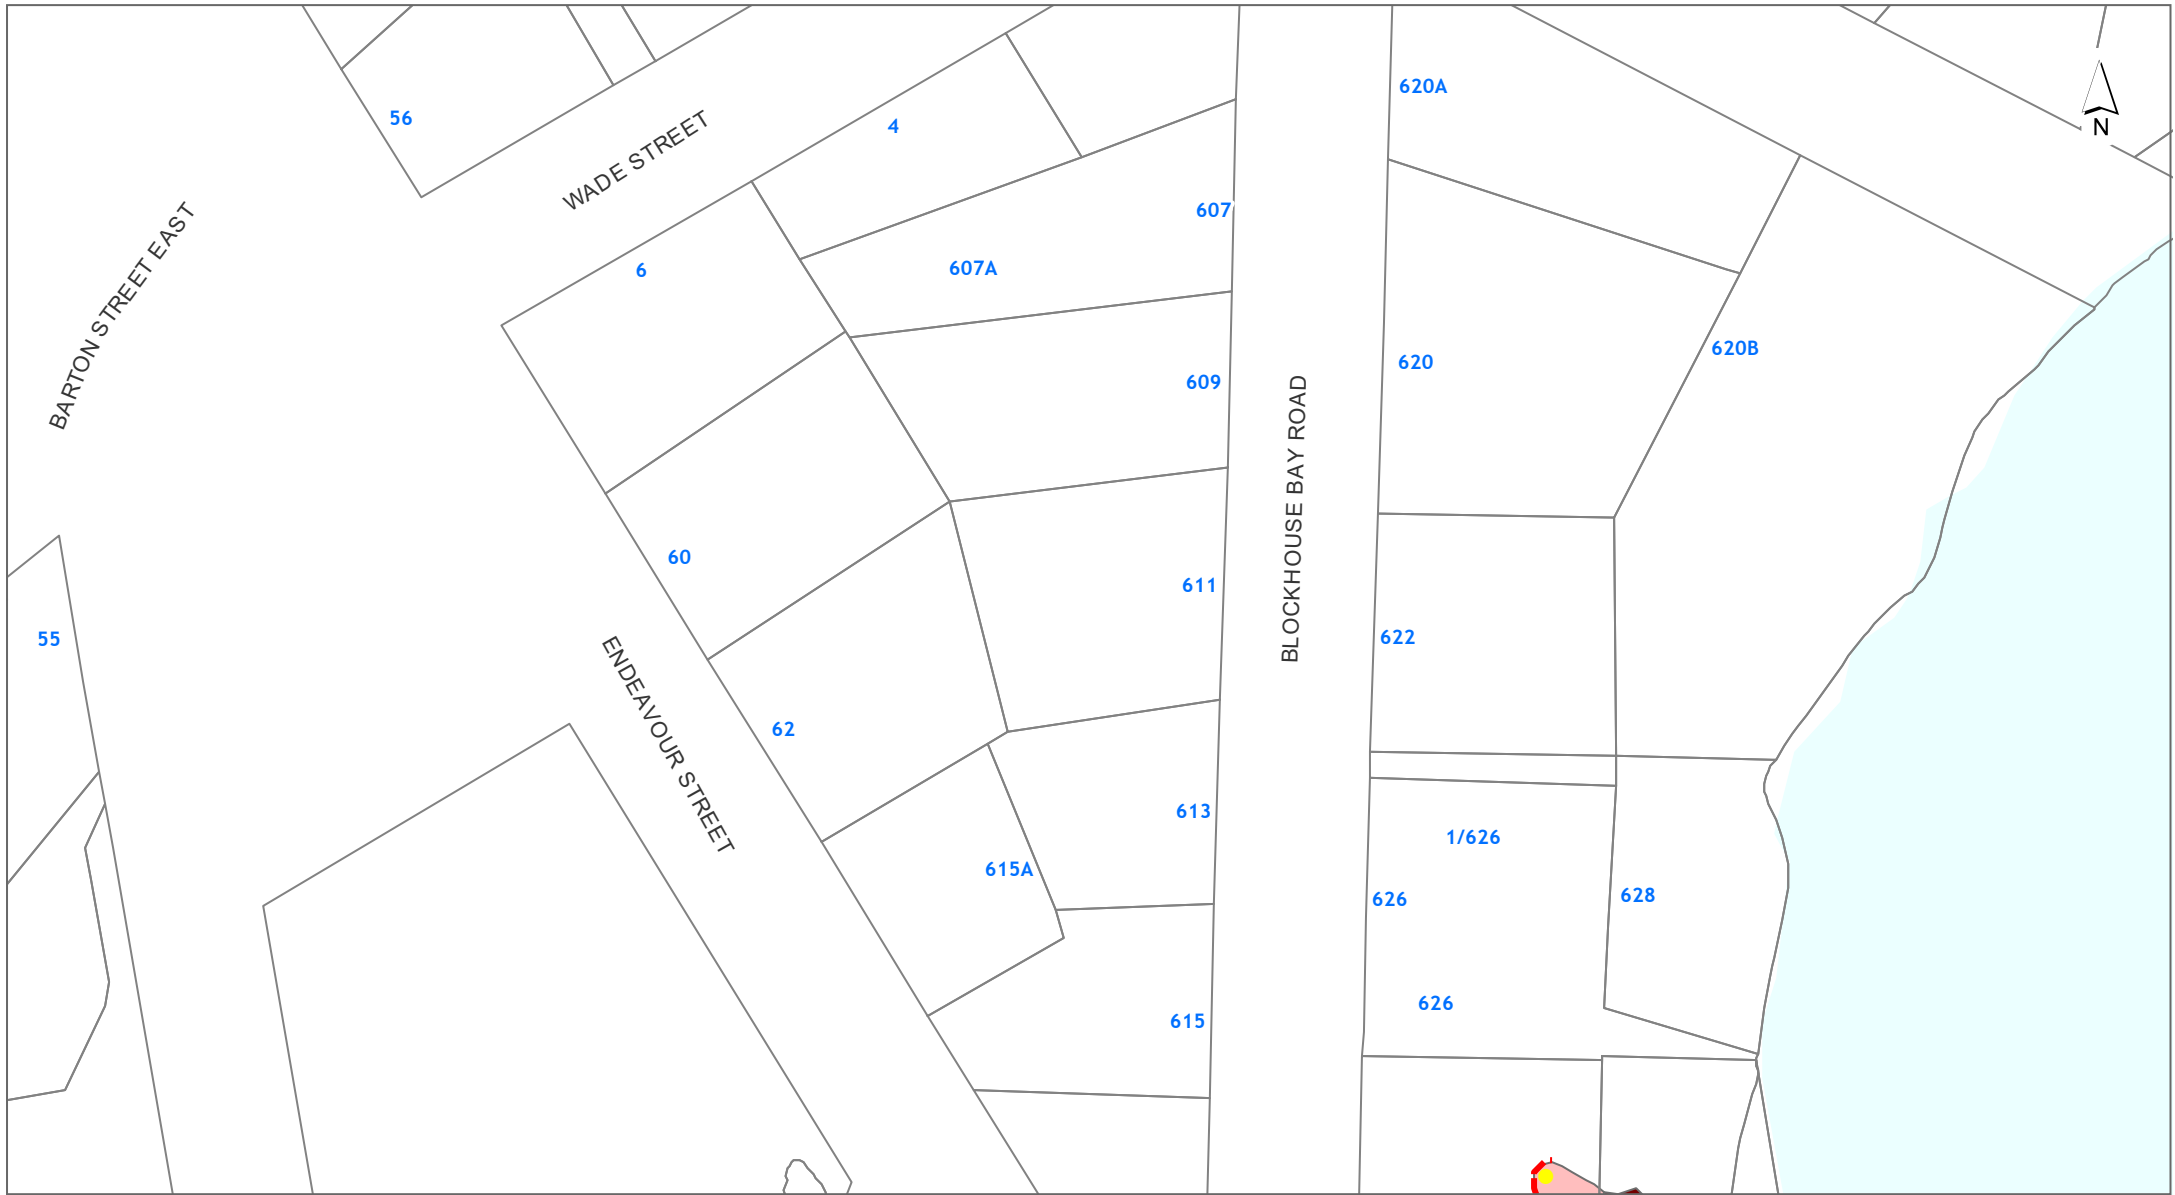 620A
56
4
N
WADE STREET
607
BARTON STREET EAST
6
607A
620B
620
609
BLOCKHOUSE BAY ROAD
60
611
622
55
ENDEAVOUR STREET
62
613
1/626
615A
628
626
626
615